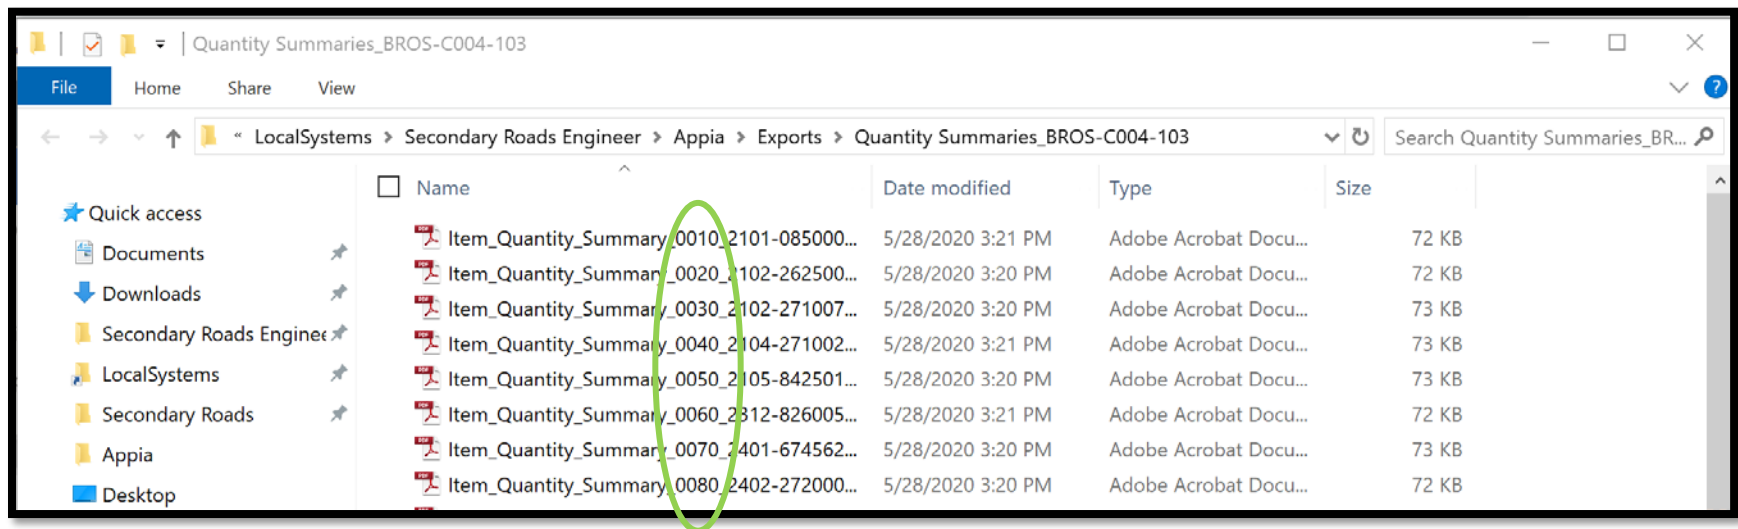 Quantity Summaries_BROS-C004-103
File Home Share View ?
« LocalSystems > Secondary Roads Engineer > Appia > Exports > Quantity Summaries_BROS-C004-103 Search Quantity Summaries_BR...
Name Date modified Type Size
Quick access
Documents
Downloads
Secondary Roads Enginee
LocalSystems
Secondary Roads
Appia
Desktop
Item_Quantity_Summary_0010_2101-085000... 5/28/2020 3:21 PM Adobe Acrobat Docu... 72 KB
Item_Quantity_Summary_0020_2102-262500... 5/28/2020 3:20 PM Adobe Acrobat Docu... 72 KB
Item_Quantity_Summary_0030_2102-271007... 5/28/2020 3:20 PM Adobe Acrobat Docu... 73 KB
Item_Quantity_Summary_0040_2104-271002... 5/28/2020 3:21 PM Adobe Acrobat Docu... 73 KB
Item_Quantity_Summary_0050_2105-842501... 5/28/2020 3:20 PM Adobe Acrobat Docu... 73 KB
Item_Quantity_Summary_0060_2312-826005... 5/28/2020 3:21 PM Adobe Acrobat Docu... 72 KB
Item_Quantity_Summary_0070_2401-674562... 5/28/2020 3:20 PM Adobe Acrobat Docu... 73 KB
Item_Quantity_Summary_0080_2402-272000... 5/28/2020 3:20 PM Adobe Acrobat Docu... 72 KB